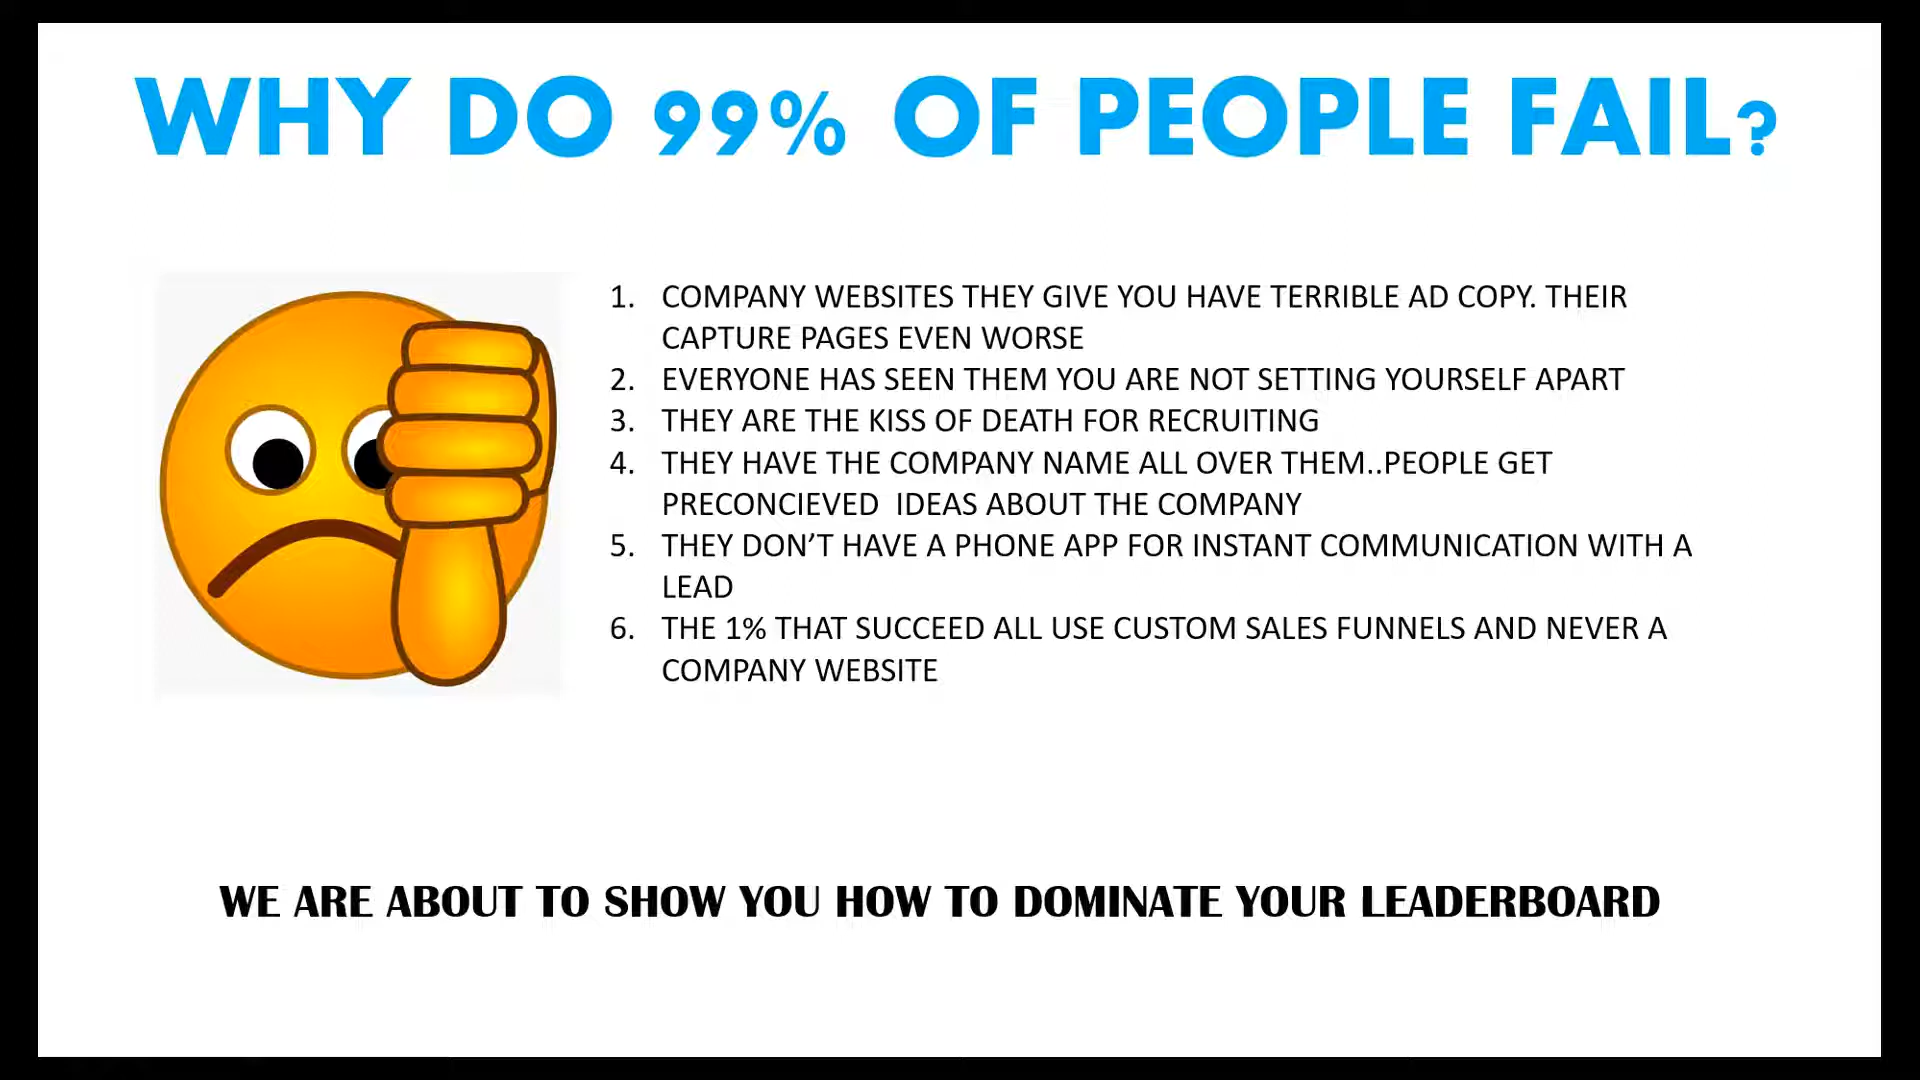 WHY DO 99% OF PEOPLE FAIL?
1. COMPANY WEBSITES THEY GIVE YOU HAVE TERRIBLE AD COPY. THEIR
CAPTURE PAGES EVEN WORSE
2. EVERYONE HAS SEEN THEM YOU ARE NOT SETTING YOURSELF APART
3. THEY ARE THE KISS OF DEATH FOR RECRUITING
4. THEY HAVE THE COMPANY NAME ALL OVER THEM..PEOPLE GET
PRECONCIEVED  IDEAS ABOUT THE COMPANY
5. THEY DON’T HAVE A PHONE APP FOR INSTANT COMMUNICATION WITH A
LEAD
6. THE 1% THAT SUCCEED ALL USE CUSTOM SALES FUNNELS AND NEVER A
COMPANY WEBSITE
WE ARE ABOUT TO SHOW YOU HOW TO DOMINATE YOUR LEADERBOARD